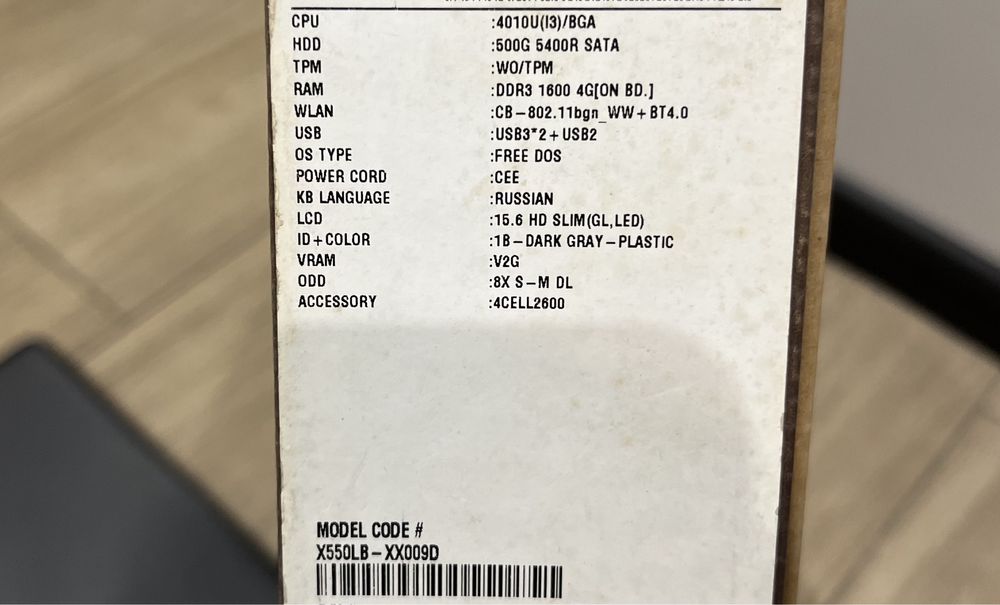 CPU :4010U(I3)/BGA
HDD :500G 5400R SATA
TPM :WO/TPM
RAM :DDR3 1600 4G[ON BD.]
WLAN :CB-802.11bgn_WW+BT4.0
USB :USB3*2+USB2
OS TYPE :FREE DOS
POWER CORD :CEE
KB LANGUAGE :RUSSIAN
LCD :15.6 HD SLIM(GL,LED)
ID+COLOR :1B-DARK GRAY-PLASTIC
VRAM :V2G
ODD :8X S-M DL
ACCESSORY :4CELL2600
MODEL CODE #
X550LB-XX009D